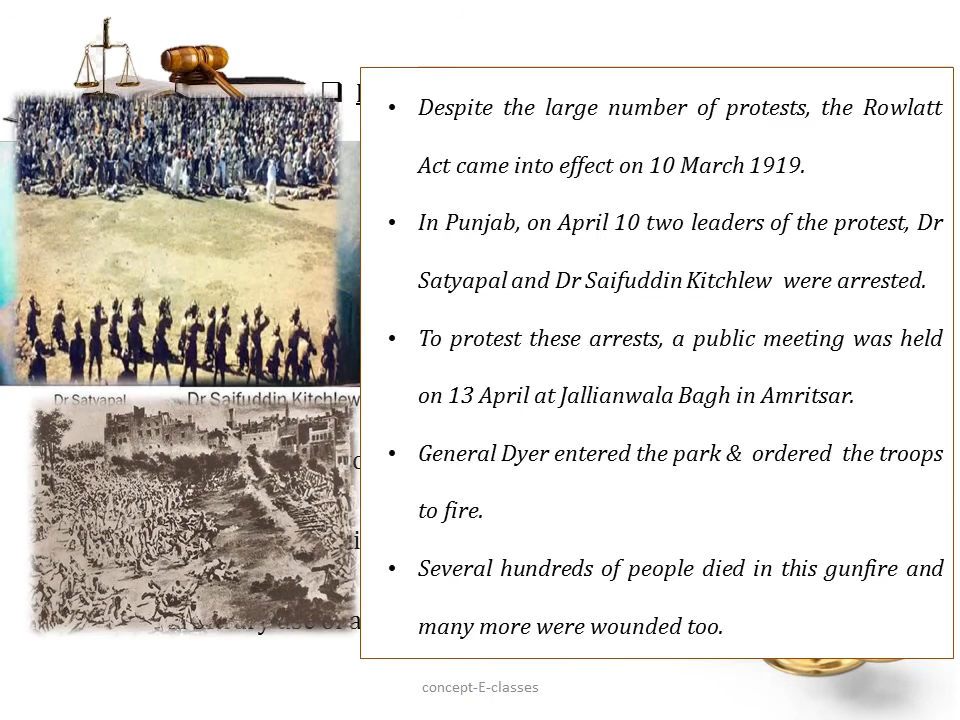 • Despite the large number of protests, the Rowlatt
Act came into effect on 10 March 1919.
• In Punjab, on April 10 two leaders of the protest, Dr
Satyapal and Dr Saifuddin Kitchlew were arrested.
• To protest these arrests, a public meeting was held
on 13 April at Jallianwala Bagh in Amritsar.
• General Dyer entered the park & ordered the troops
to fire.
• Several hundreds of people died in this gunfire and
many more were wounded too.
Dr Satyapal
Dr Saifuddin Kitchlew
concept-E-classes